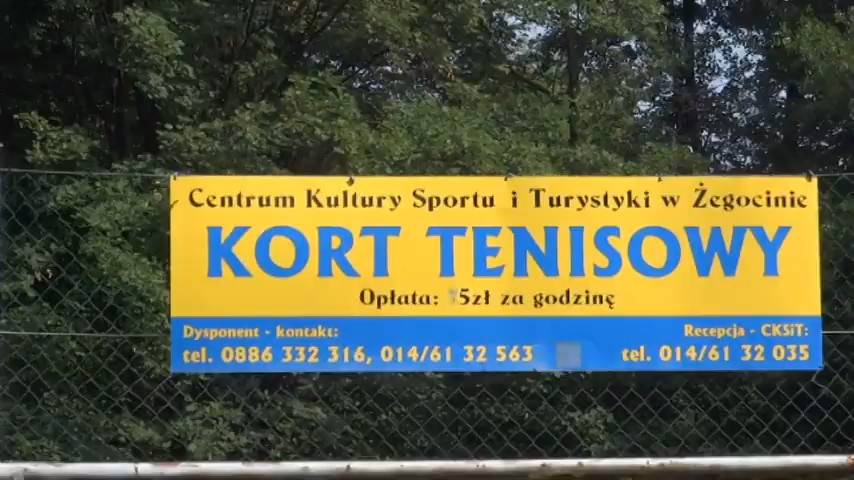 Centrum Kultury Sportu i Turystyki w Żegocinie
KORT TENISOWY
Opłata: 5zł za godzinę
Dysponent - kontakt:
tel. 0886 332 316, 014/61 32 563
Recepcja - CKSiT:
tel. 014/61 32 035